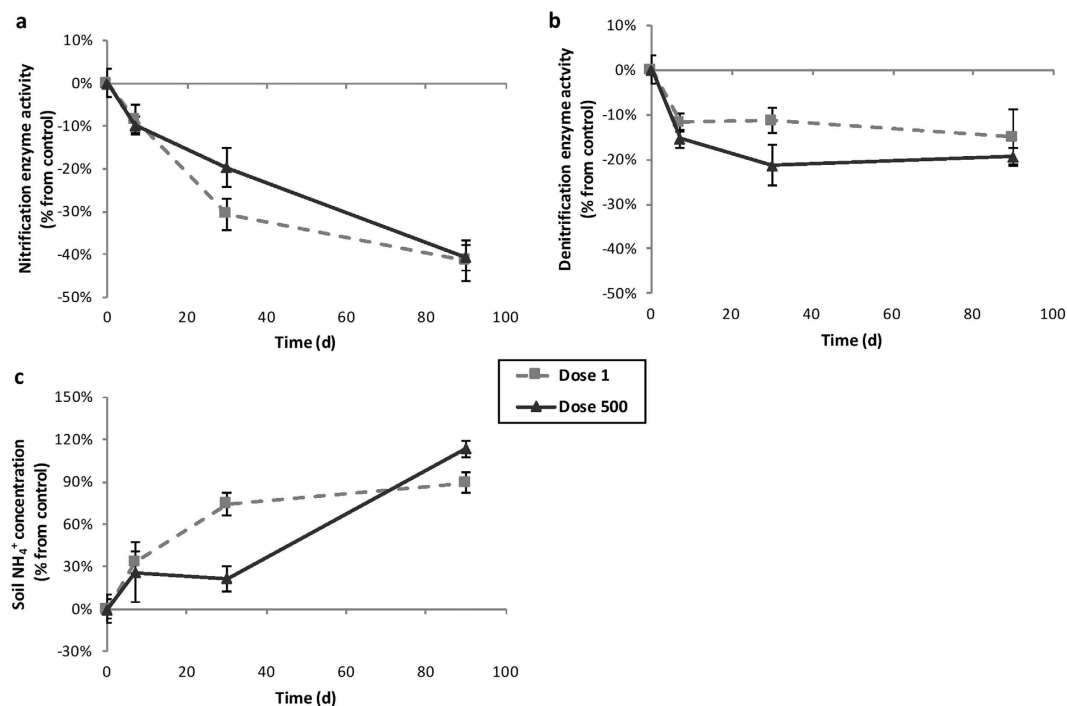 a
10%
0%
-10%
-20%
-30%
-40%
-50%
0
20
40
60
80
100
Nitrification enzyme activity
(% from control)
Time (d)
b
10%
0%
-10%
-20%
-30%
-40%
-50%
0
20
40
60
80
100
Denitrification enzyme actvity
(% from control)
Time (d)
c
150%
120%
90%
60%
30%
0%
-30%
0
20
40
60
80
100
Soil NH₄⁺ concentration
(% from control)
Time (d)
Dose 1
Dose 500